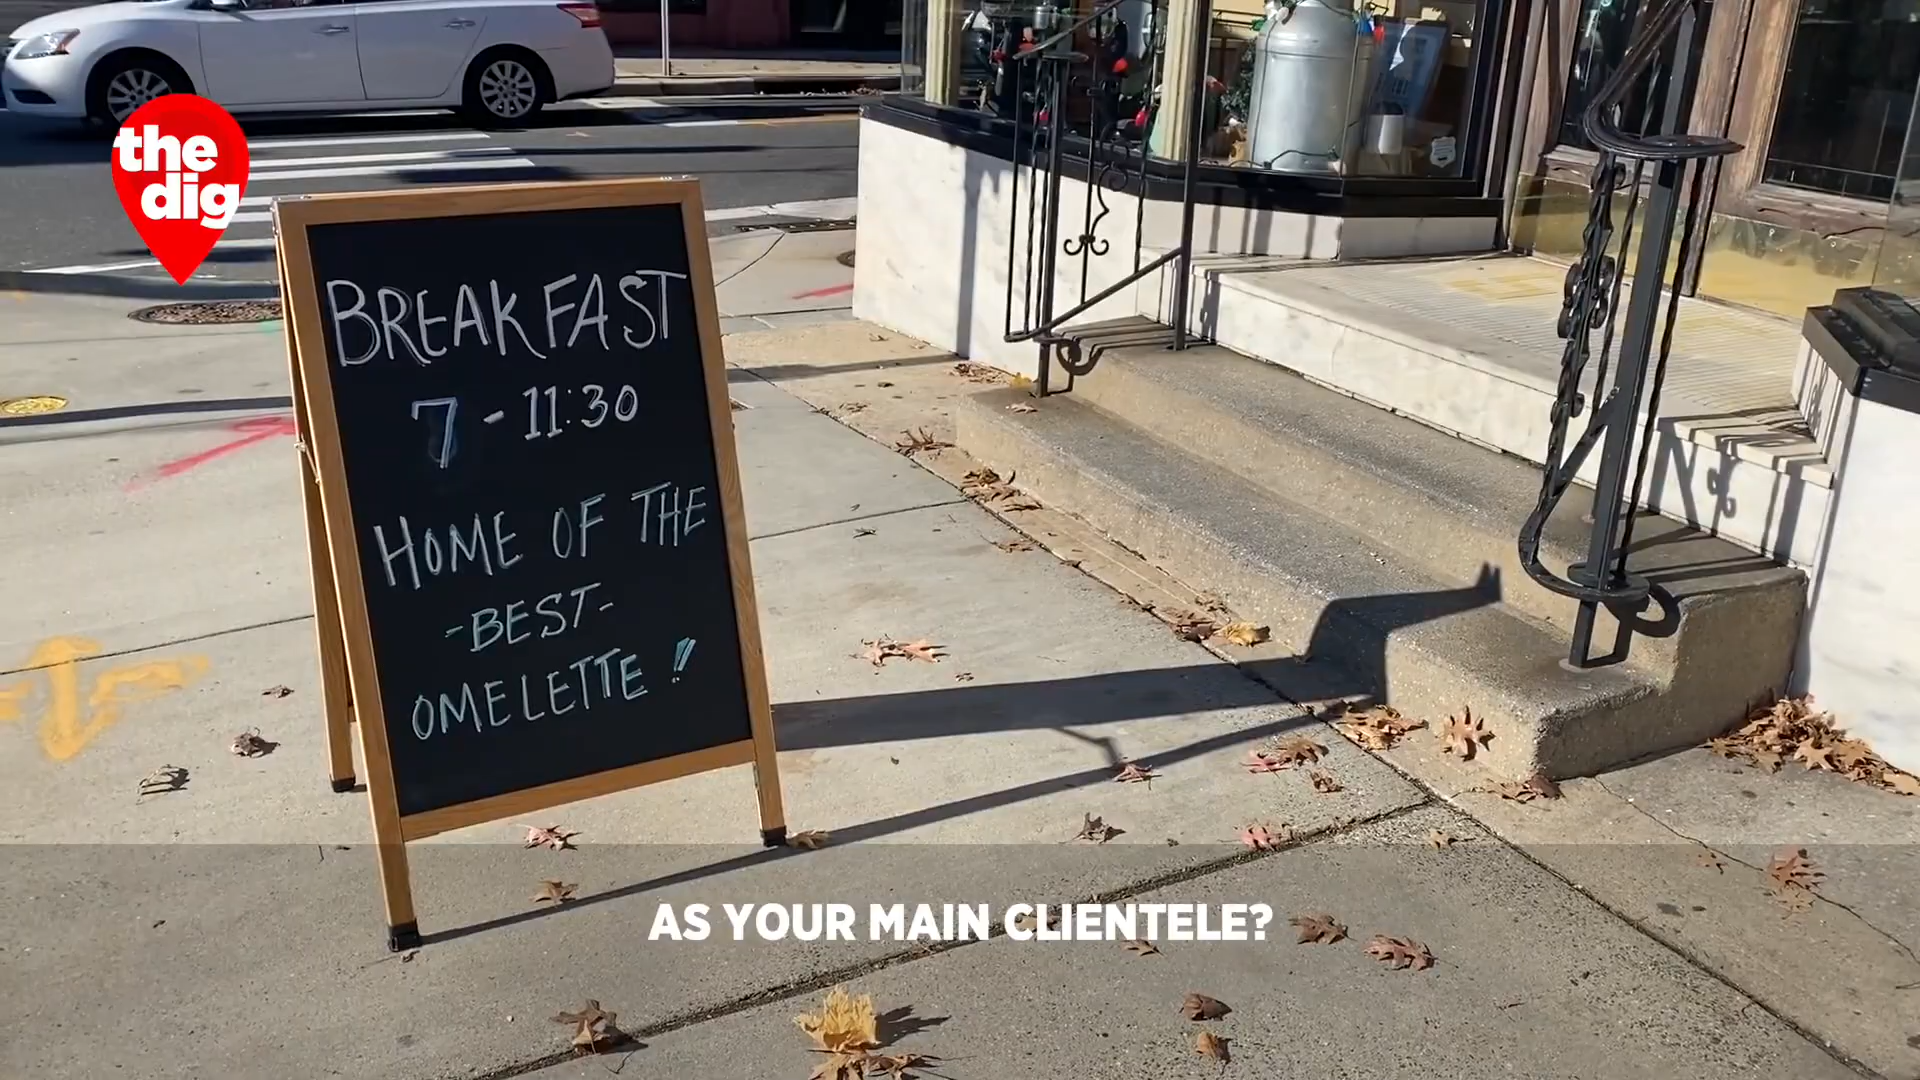 the
dig
BREAKFAST
7 - 11:30
HOME OF THE
-BEST-
OMELETTE !!
AS YOUR MAIN CLIENTELE?